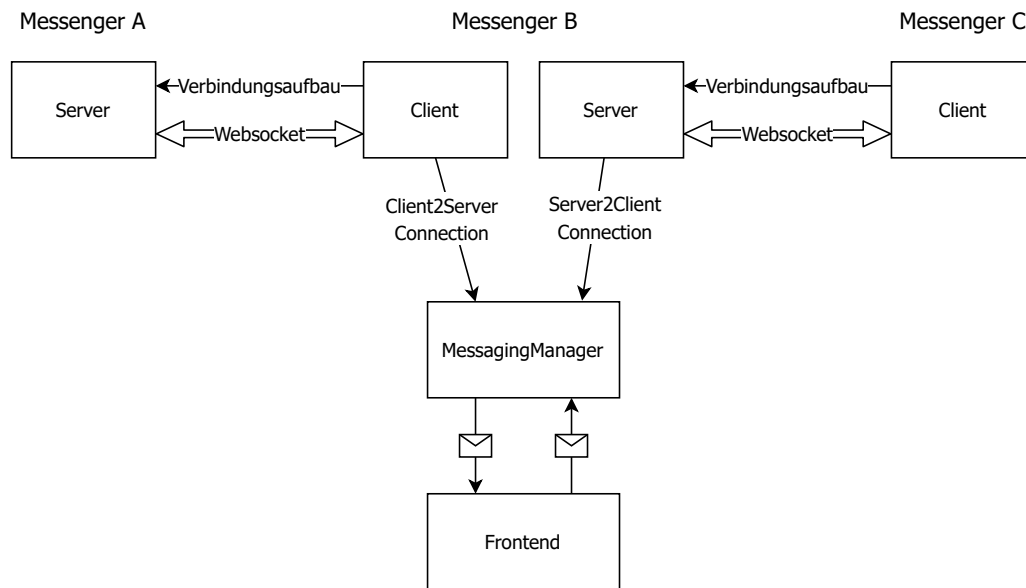 Messenger A
Messenger B
Messenger C
Server
Verbindungsaufbau
Websocket
Client
Server
Verbindungsaufbau
Websocket
Client
Client2Server
Connection
Server2Client
Connection
MessagingManager
Frontend